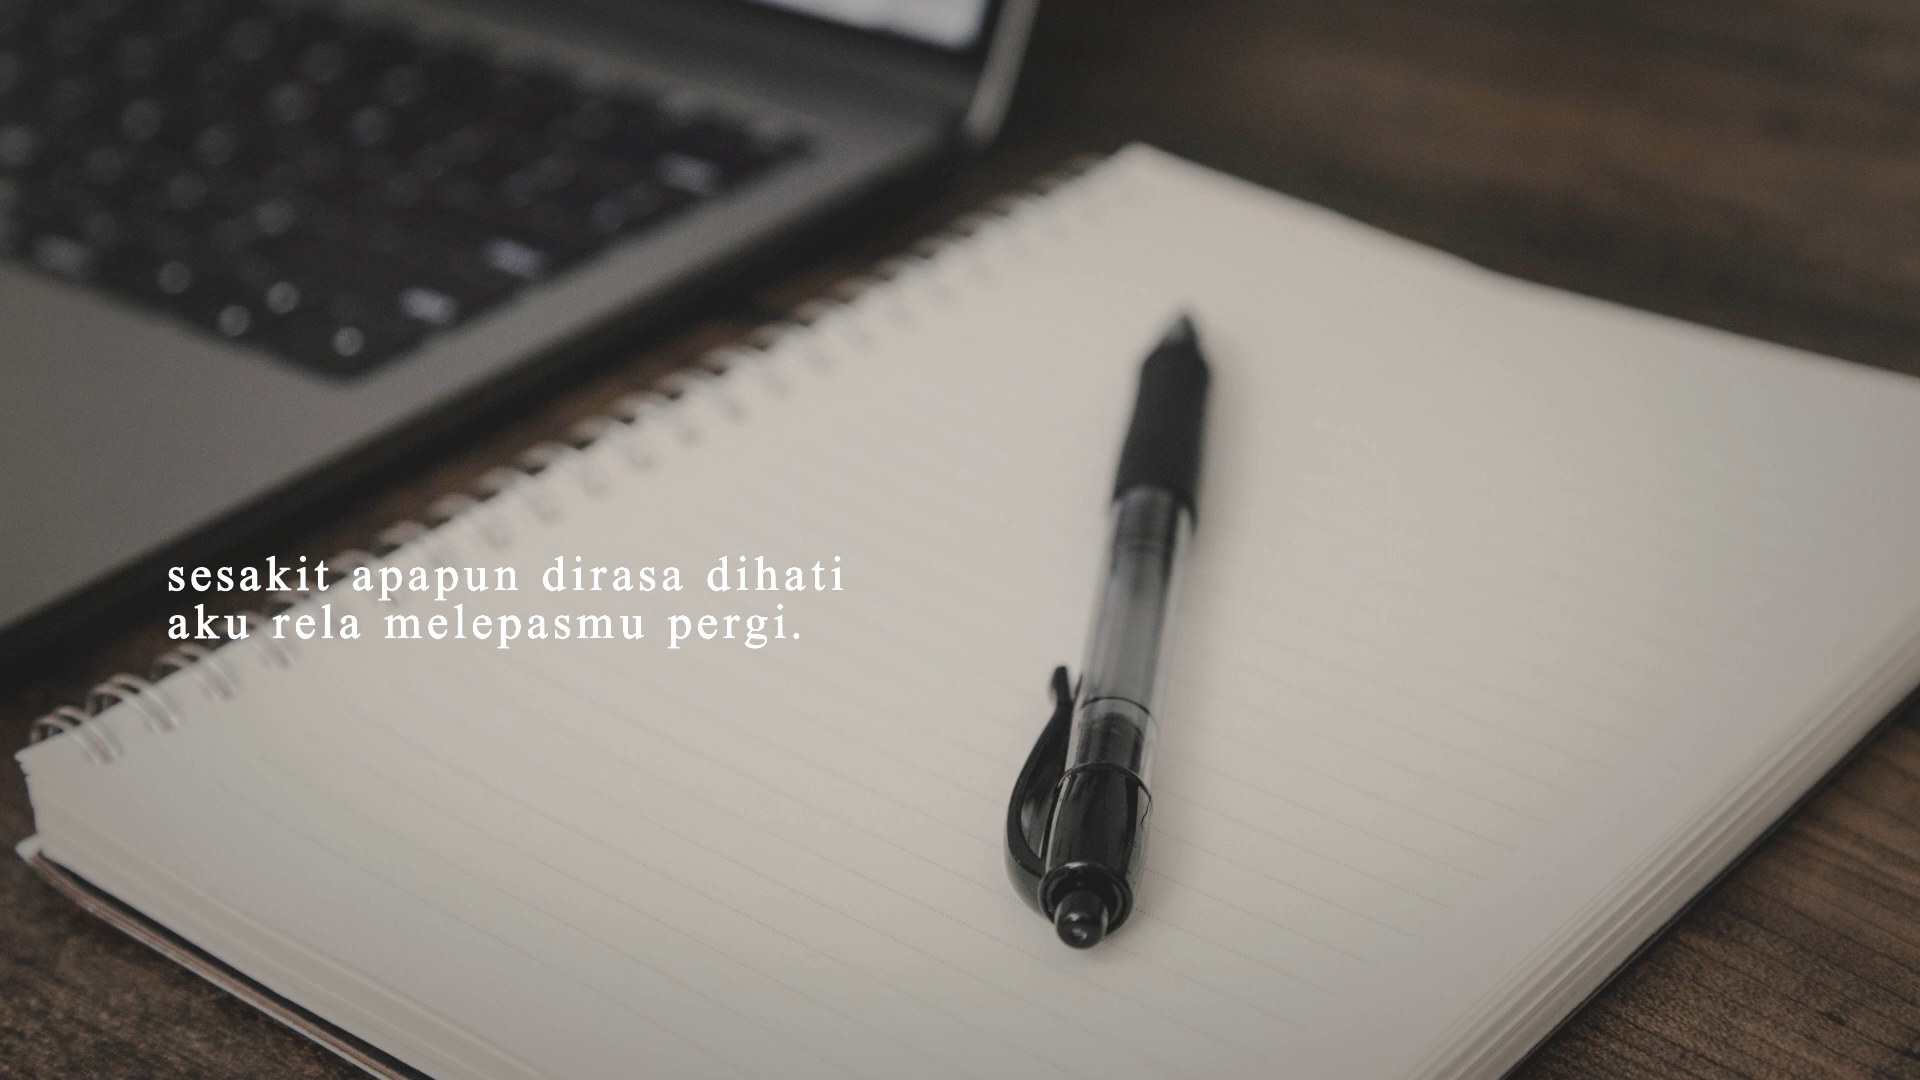 sesakit apapun dirasa dihati
aku rela melepasmu pergi.